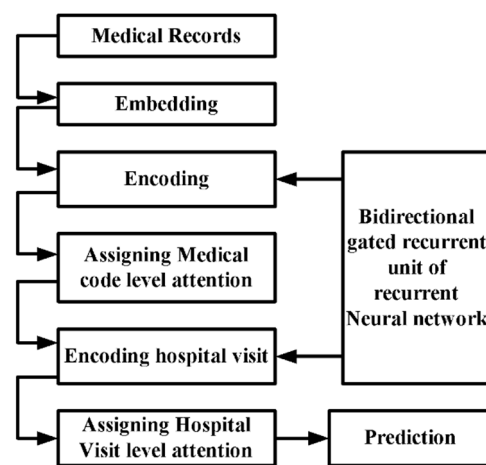 Medical Records
Embedding
Encoding
Assigning Medical
code level attention
Encoding hospital visit
Assigning Hospital
Visit level attention
Bidirectional
gated recurrent
unit of
recurrent
Neural network
Prediction